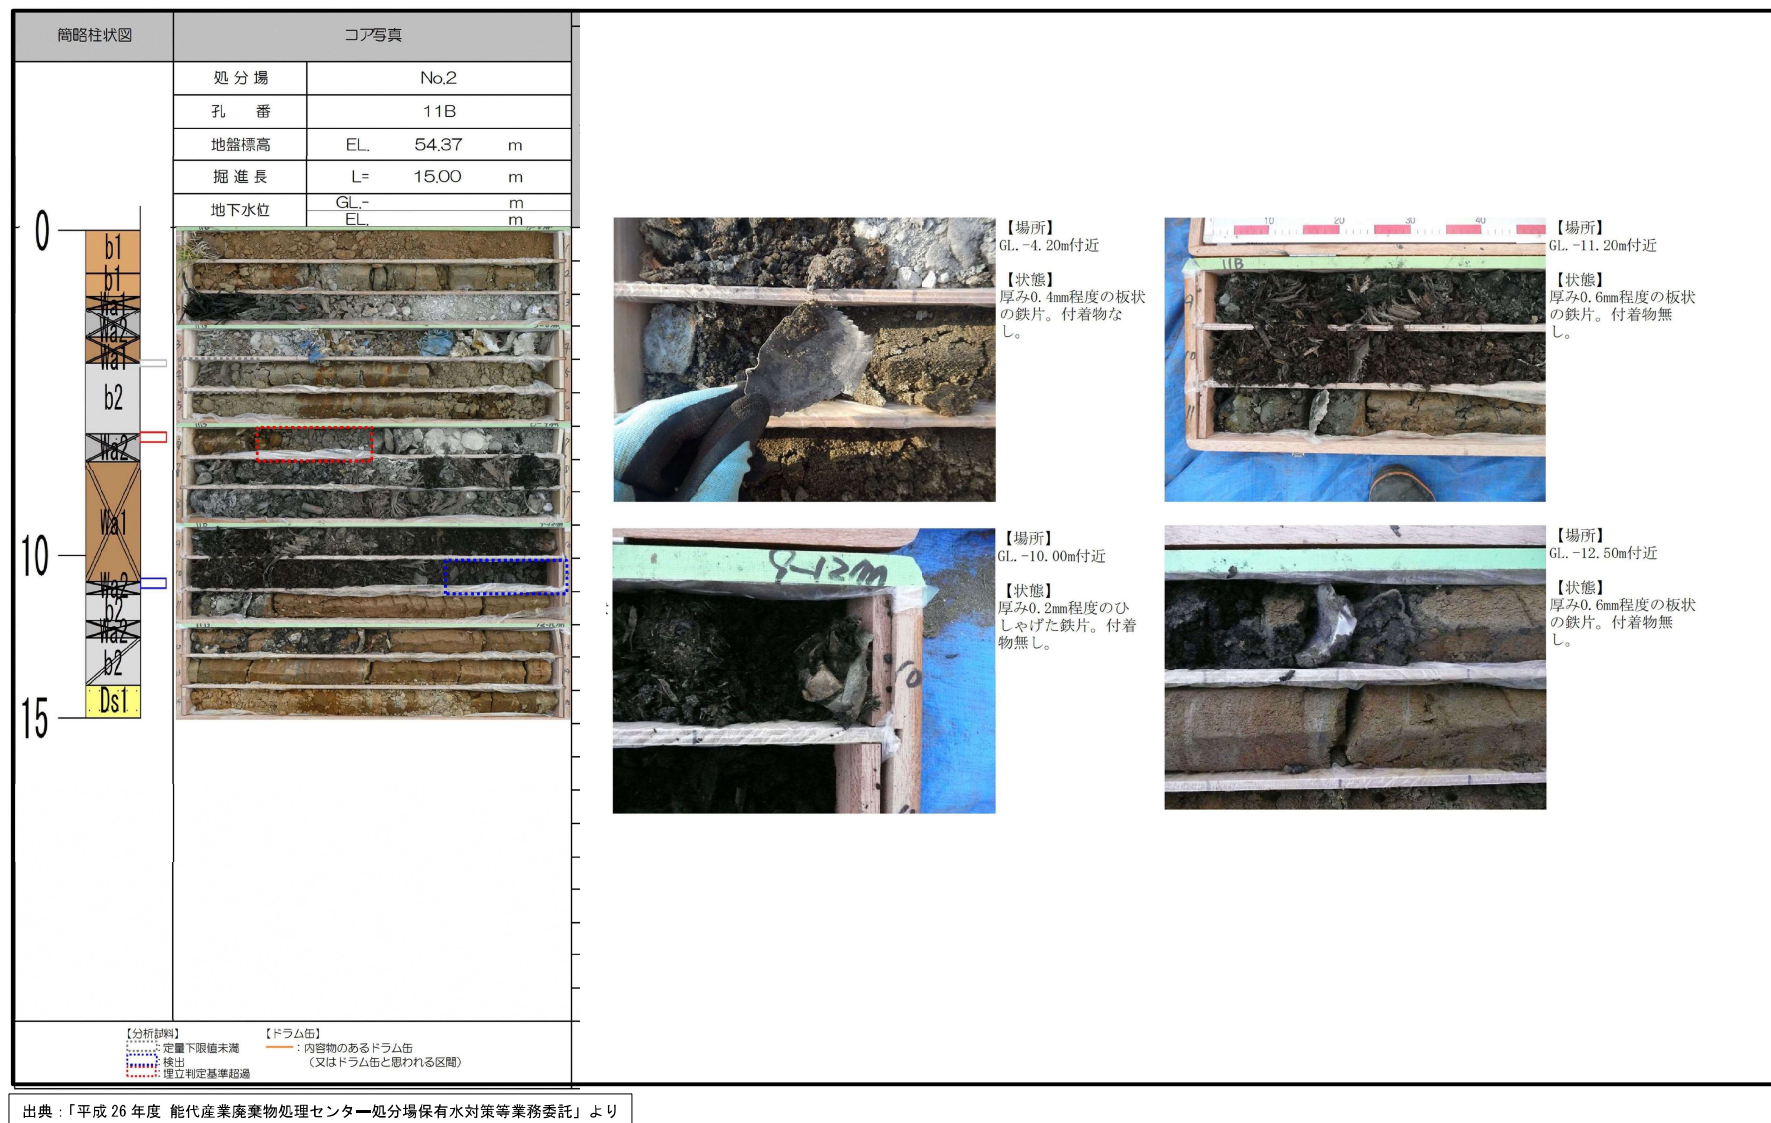 簡略柱状図
コア写真
処分場 No.2
孔番 11B
地盤標高 EL. 54.37 m
掘進長 L= 15.00 m
地下水位 GL.- m
EL. m
0
b1
b1
Wa1
Wa2
Wa1
b2
Wa2
Wa1
10
Wa2
b2
Wa2
b2
Ds1
15
【場所】
GL.-4.20m付近
【状態】
厚み0.4mm程度の板状
の鉄片。付着物な
し。
10 20 30 40
11B
9
10
11
【場所】
GL.-11.20m付近
【状態】
厚み0.6mm程度の板状
の鉄片。付着物無
し。
9-12m
10
【場所】
GL.-10.00m付近
【状態】
厚み0.2mm程度のひ
しゃげた鉄片。付着
物無し。
【場所】
GL.-12.50m付近
【状態】
厚み0.6mm程度の板状
の鉄片。付着物無
し。
【分析試料】
:定量下限値未満
:検出
:埋立判定基準超過
【ドラム缶】
:内容物のあるドラム缶
(又はドラム缶と思われる区間)
出典:「平成26年度 能代産業廃棄物処理センター処分場保有水対策等業務委託」より